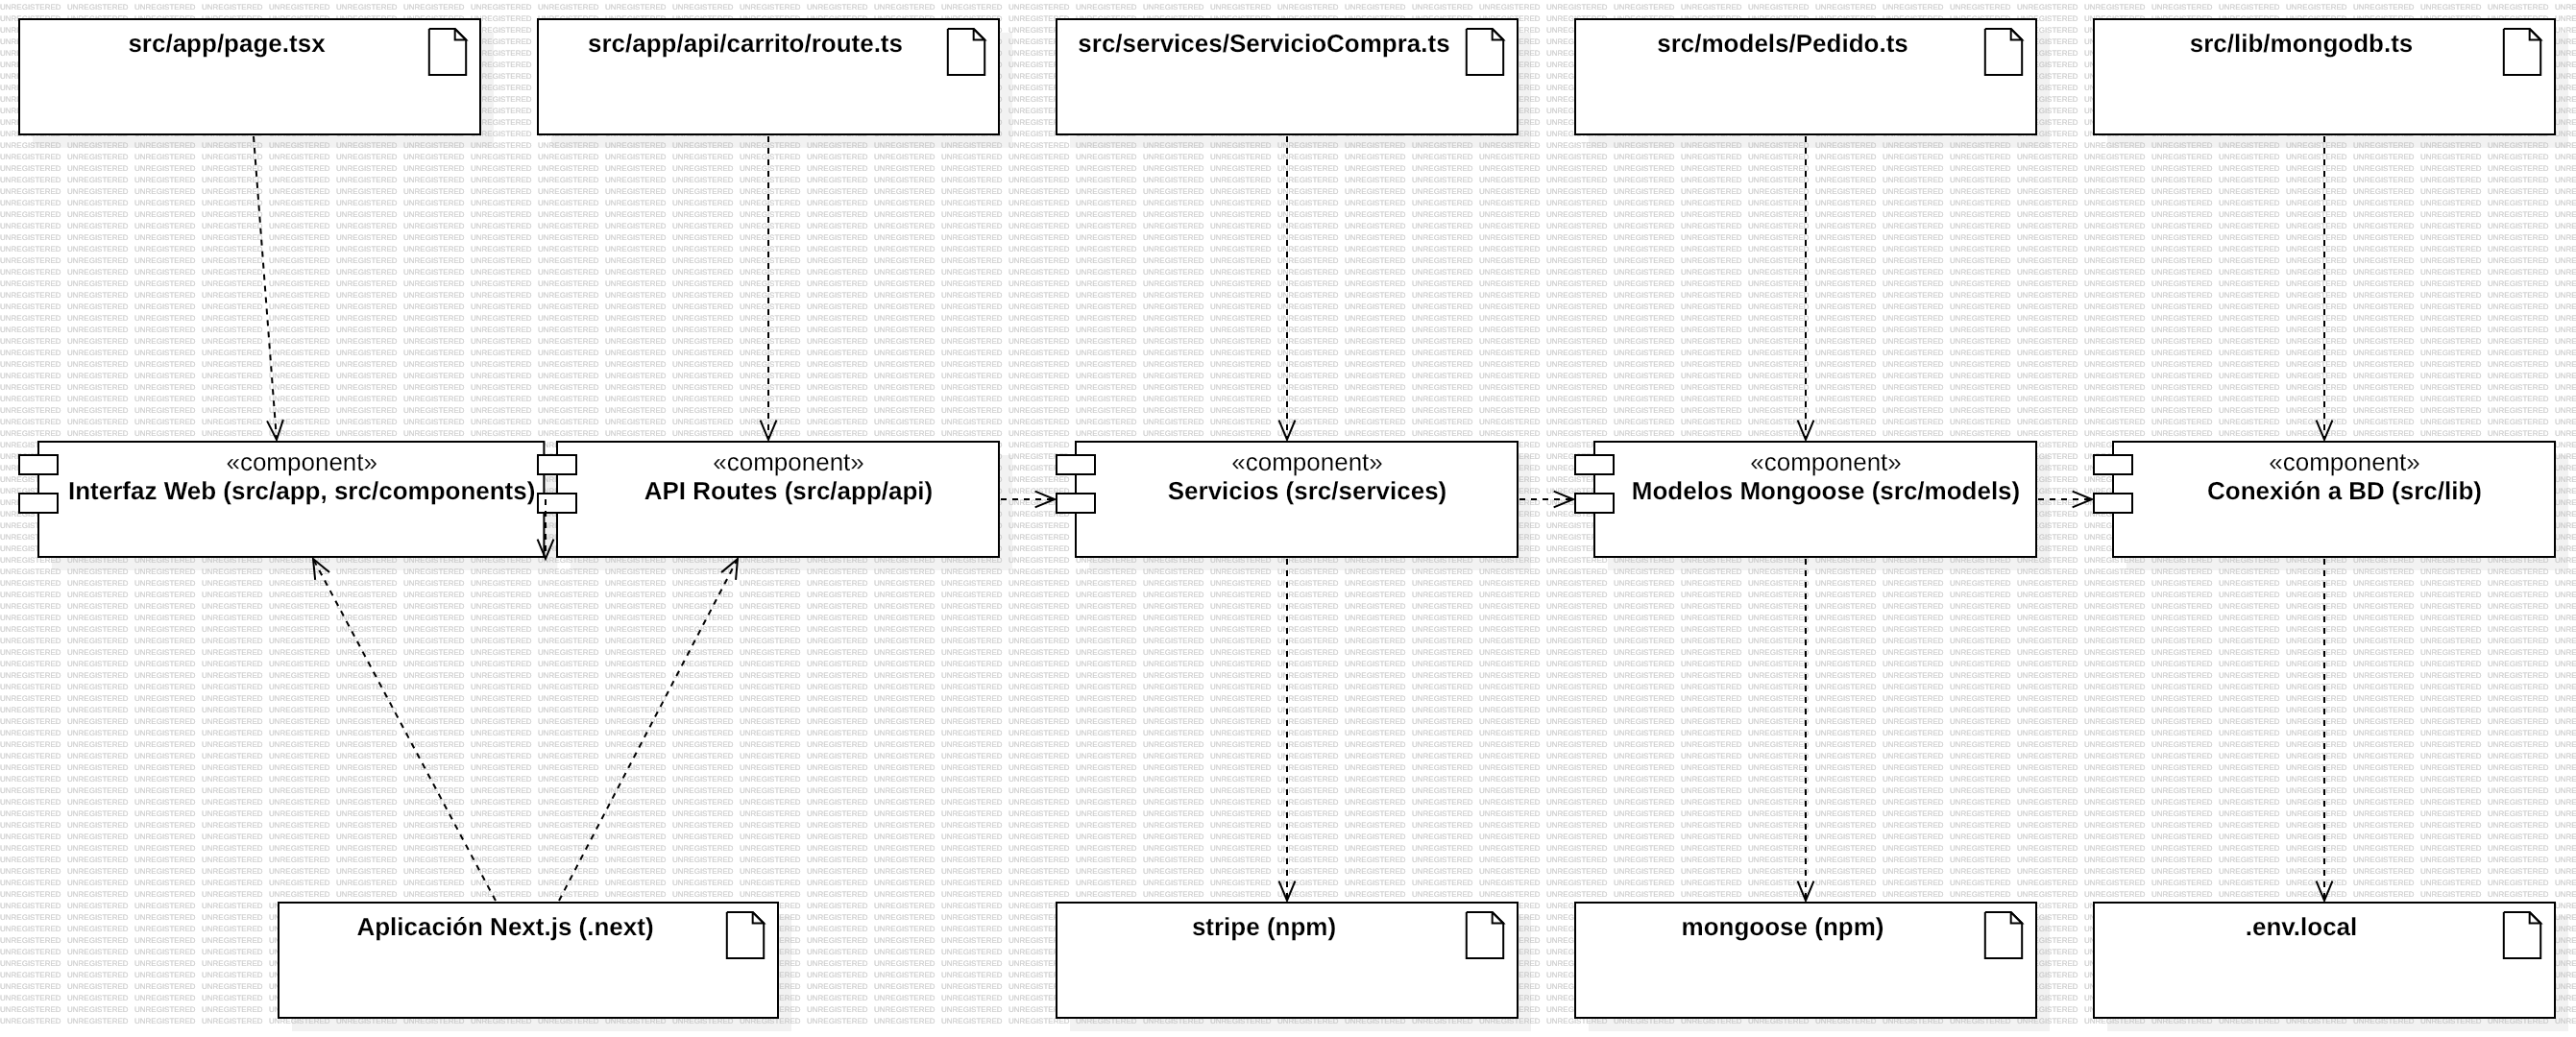 src/app/page.tsx
src/app/api/carrito/route.ts
src/services/ServicioCompra.ts
src/models/Pedido.ts
src/lib/mongodb.ts
«component»
Interfaz Web (src/app, src/components)
«component»
API Routes (src/app/api)
«component»
Servicios (src/services)
«component»
Modelos Mongoose (src/models)
«component»
Conexión a BD (src/lib)
Aplicación Next.js (.next)
stripe (npm)
mongoose (npm)
.env.local
UNREGISTERED